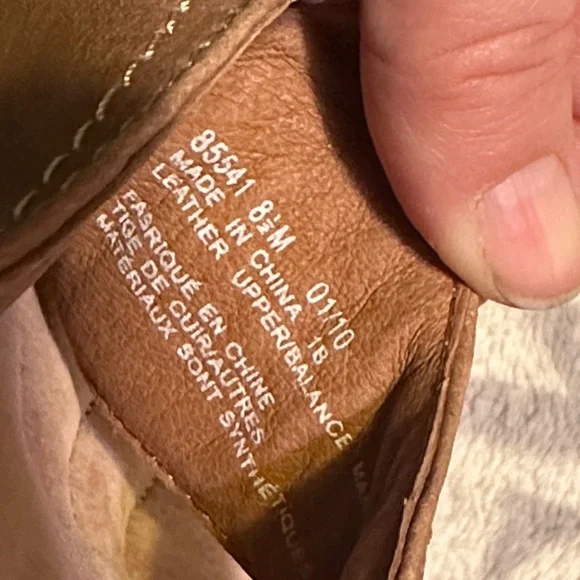 85541 8½M 01/10
MADE IN CHINA 18
LEATHER UPPER/BALANCE
FABRIQUÉ EN CHINE
TIGE DE CUIR/AUTRES
MATÉRIAUX SONT SYNTHÉTIQUES